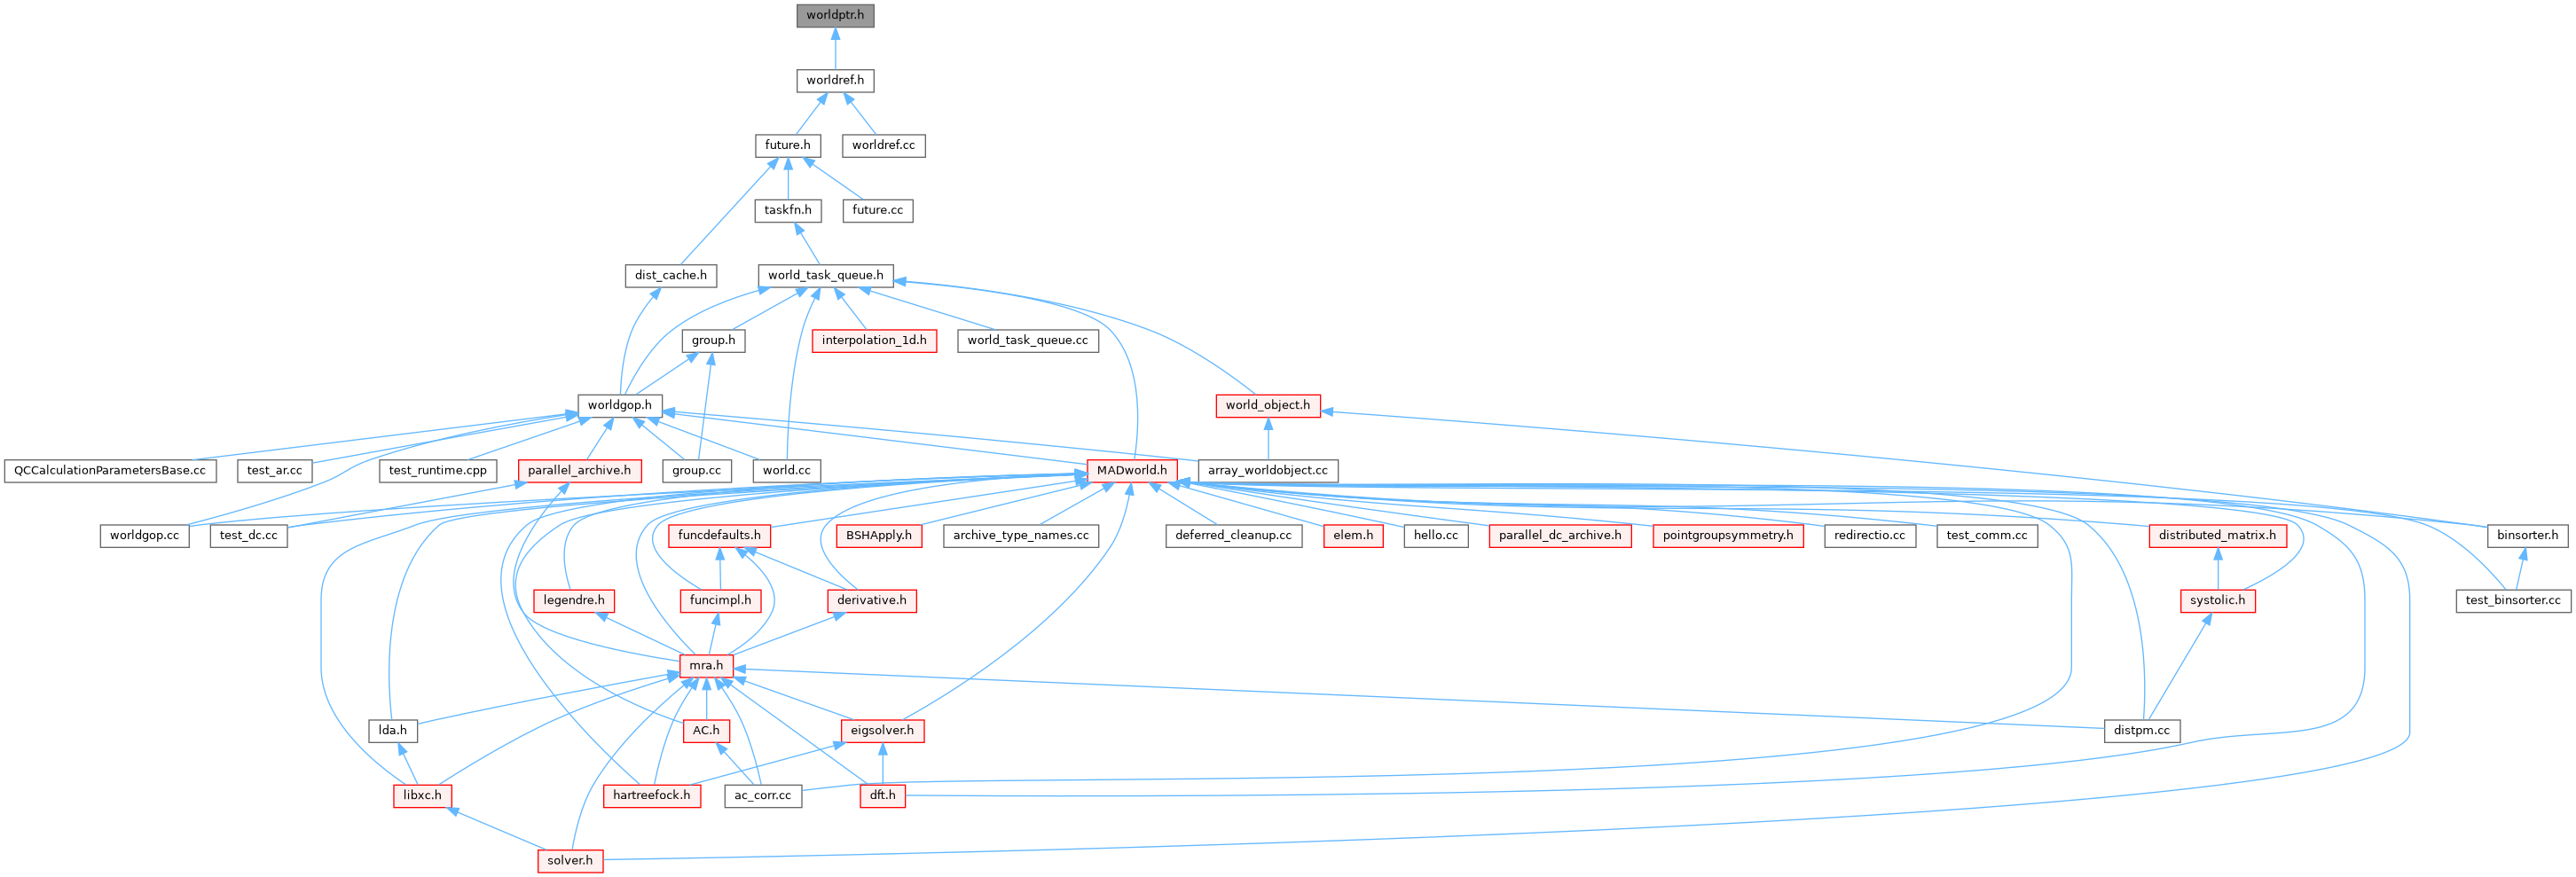 worldptr.h
worldref.h
future.h
worldref.cc
taskfn.h
future.cc
dist_cache.h
world_task_queue.h
group.h
interpolation_1d.h
world_task_queue.cc
worldgop.h
world_object.h
QCCalculationParametersBase.cc
test_ar.cc
test_runtime.cpp
parallel_archive.h
group.cc
world.cc
MADworld.h
array_worldobject.cc
worldgop.cc
test_dc.cc
funcdefaults.h
BSHApply.h
archive_type_names.cc
deferred_cleanup.cc
elem.h
hello.cc
parallel_dc_archive.h
pointgroupsymmetry.h
redirectio.cc
test_comm.cc
distributed_matrix.h
binsorter.h
legendre.h
funcimpl.h
derivative.h
systolic.h
test_binsorter.cc
mra.h
lda.h
AC.h
eigsolver.h
distpm.cc
libxc.h
hartreefock.h
ac_corr.cc
dft.h
solver.h